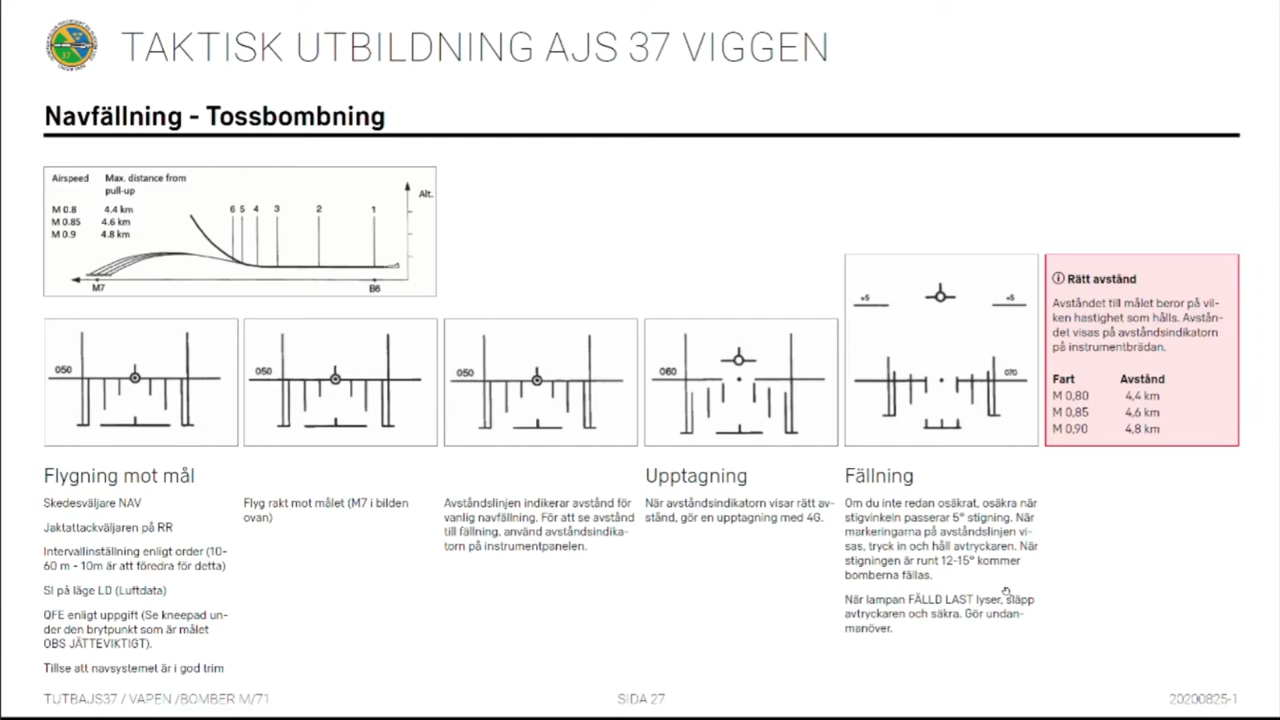 TAKTISK UTBILDNING AJS 37 VIGGEN
Navfällning - Tossbombning
Airspeed Max. distance from
pull-up
M 0.8 4.4 km
M 0.85 4.6 km
M 0.9 4.8 km
6 5 4 3 2 1
Alt.
M7 B6
050
050
050
060
+5 +5
070
Rätt avstånd
Avståndet till målet beror på vil-
ken hastighet som hålls. Avstån-
det visas på avståndsindikatorn
på instrumentbrädan.
Fart Avstånd
M 0,80 4,4 km
M 0,85 4,6 km
M 0,90 4,8 km
Flygning mot mål
Skedesväljare NAV
Jaktattackväljaren på RR
Intervallinställning enligt order (10-
60 m - 10m är att föredra för detta)
SI på läge LD (Luftdata)
QFE enligt uppgift (Se kneepad un-
der den brytpunkt som är målet
OBS JÄTTEVIKTIGT).
Tillse att navsystemet är i god trim
Flyg rakt mot målet (M7 i bilden
ovan)
Avståndslinjen indikerar avstånd för
vanlig navfällning. För att se avstånd
till fällning, använd avståndsindika-
torn på instrumentpanelen.
Upptagning
När avståndsindikatorn visar rätt av-
stånd, gör en upptagning med 4G.
Fällning
Om du inte redan osäkrat, osäkra när
stigvinkeln passerar 5° stigning. När
markeringarna på avståndslinjen vi-
sas, tryck in och håll avtryckaren. När
stigningen är runt 12-15° kommer
bomberna fällas.
När lampan FÄLLD LAST lyser, släpp
avtryckaren och säkra. Gör undan-
manöver.
TUTBAJS37 / VAPEN /BOMBER M/71
SIDA 27
20200825-1